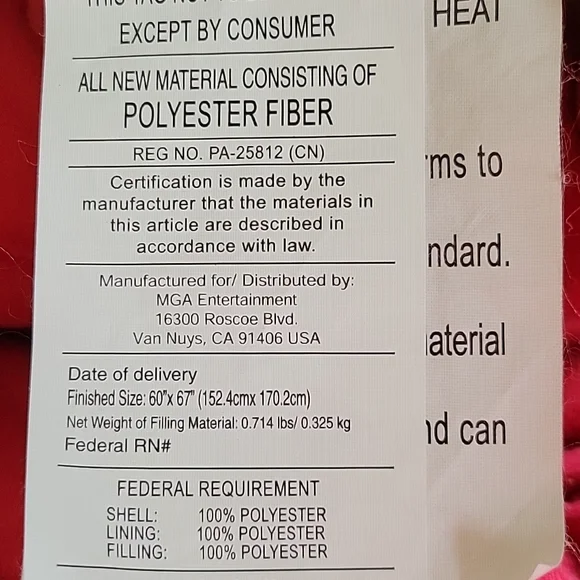 EXCEPT BY CONSUMER
ALL NEW MATERIAL CONSISTING OF
POLYESTER FIBER
REG NO. PA-25812 (CN)
Certification is made by the
manufacturer that the materials in
this article are described in
accordance with law.
Manufactured for/ Distributed by:
MGA Entertainment
16300 Roscoe Blvd.
Van Nuys, CA 91406 USA
Date of delivery
Finished Size: 60"x 67" (152.4cmx 170.2cm)
Net Weight of Filling Material: 0.714 lbs/ 0.325 kg
Federal RN#
FEDERAL REQUIREMENT
SHELL: 100% POLYESTER
LINING: 100% POLYESTER
FILLING: 100% POLYESTER
HEAT
rms to
ndard.
aterial
nd can